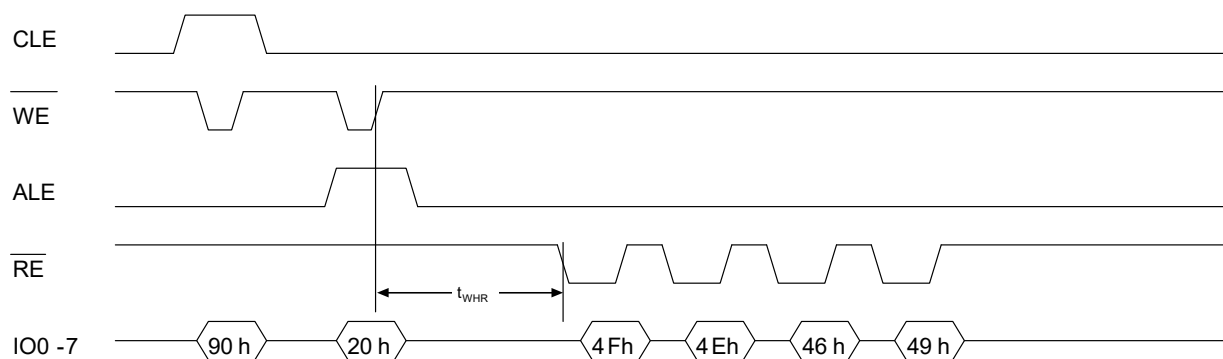 CLE
WE
ALE
RE
tWHR
IO0 -7 90 h 20 h 4 Fh 4 Eh 46 h 49 h